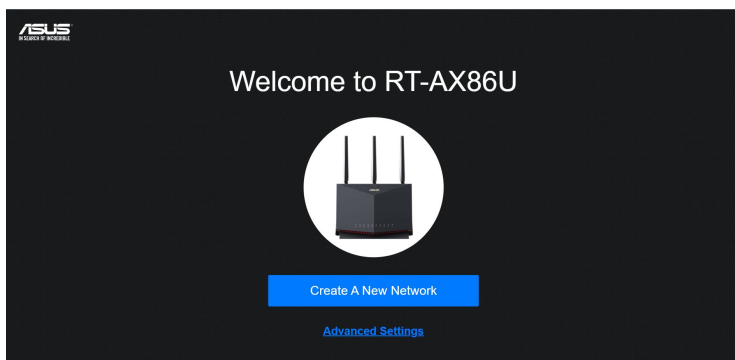 ASUS
IN SEARCH OF INCREDIBLE
Welcome to RT-AX86U
Create A New Network
Advanced Settings